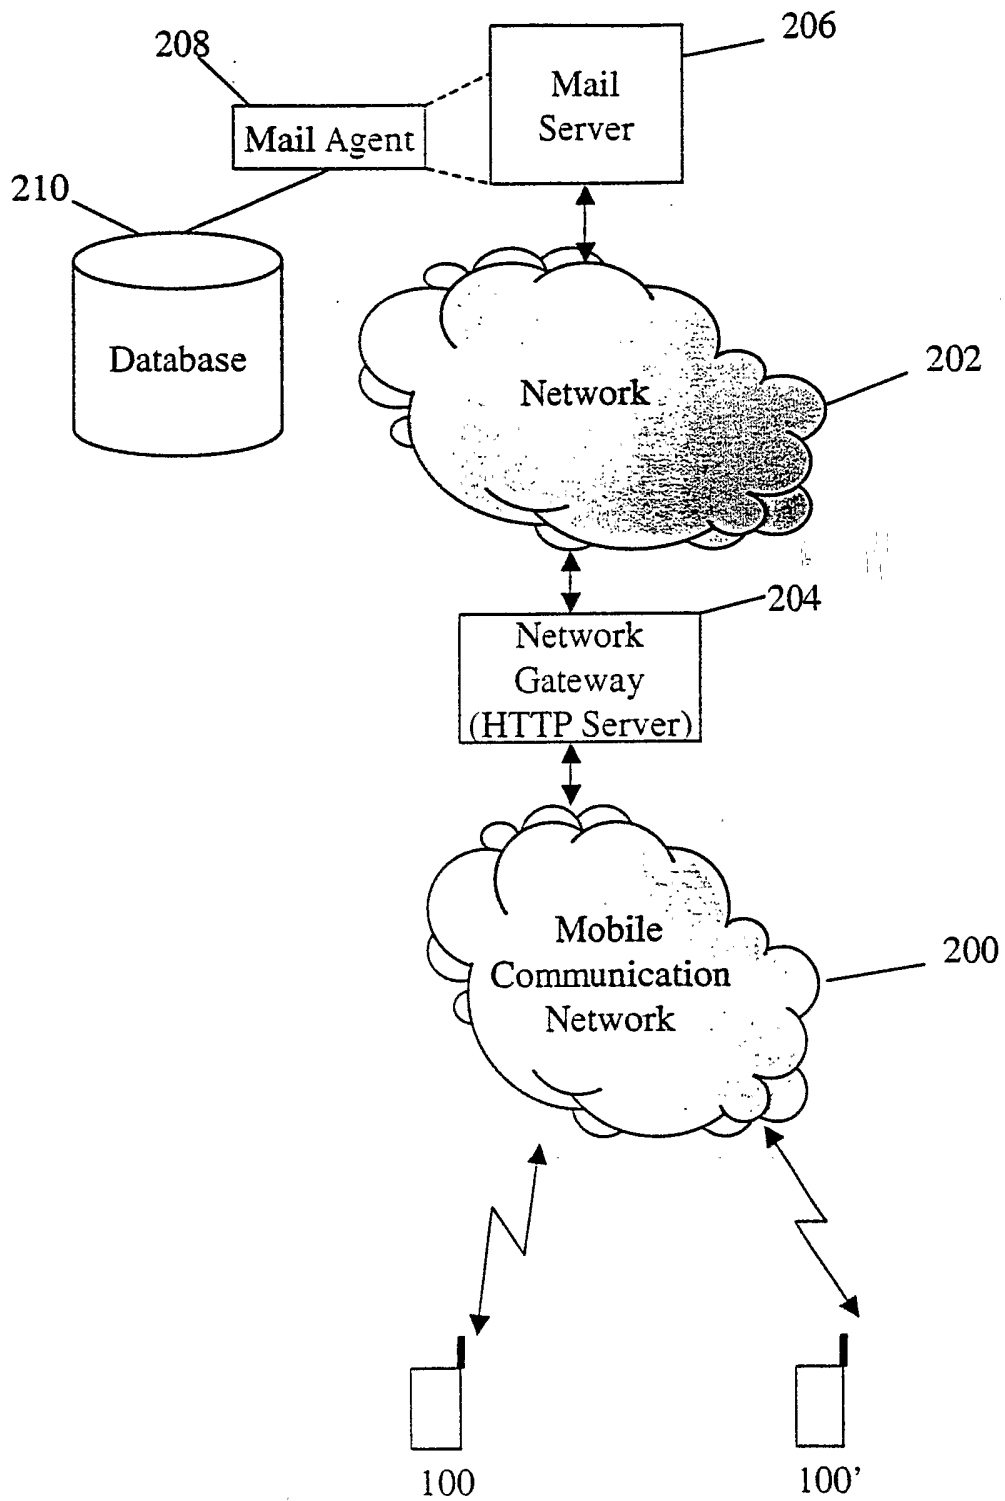 206
208
Mail
Server
Mail Agent
210
Database
Network
202
204
Network
Gateway
(HTTP Server)
Mobile
Communication
Network
200
100
100’